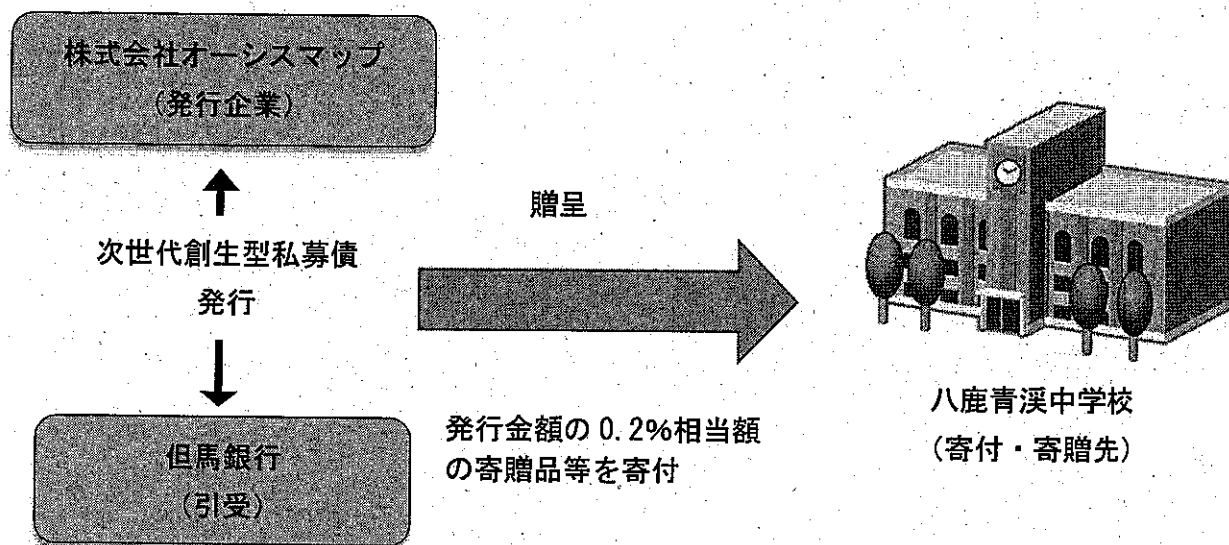 株式会社オーシスマップ
(発行企業)
次世代創生型私募債
発行
但馬銀行
(引受)
贈呈
発行金額の0.2%相当額
の寄贈品等を寄付
八鹿青渓中学校
(寄付・寄贈先)